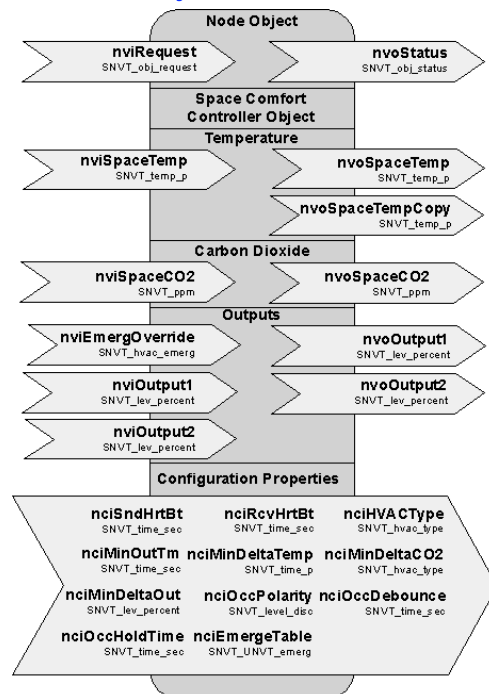 Node Object
nviRequest nvoStatus
SNVT_obj_request SNVT_obj_status
Space Comfort
Controller Object
Temperature
nviSpaceTemp nvoSpaceTemp
SNVT_temp_p SNVT_temp_p
nvoSpaceTempCopy
SNVT_temp_p
Carbon Dioxide
nviSpaceCO2 nvoSpaceCO2
SNVT_ppm SNVT_ppm
Outputs
nviEmergOverride nvoOutput1
SNVT_hvac_emerg SNVT_lev_percent
nviOutput1 nvoOutput2
SNVT_lev_percent SNVT_lev_percent
nviOutput2
SNVT_lev_percent
Configuration Properties
nciSndHrtBt nciRcvHrtBt nciHVACType
SNVT_time_sec SNVT_time_sec SNVT_hvac_type
nciMinOutTm nciMinDeltaTemp nciMinDeltaCO2
SNVT_time_sec SNVT_time_p SNVT_hvac_type
nciMinDeltaOut nciOccPolarity nciOccDebounce
SNVT_lev_percent SNVT_level_disc SNVT_time_sec
nciOccHoldTime nciEmergeTable
SNVT_time_sec SNVT_UNVT_emerg